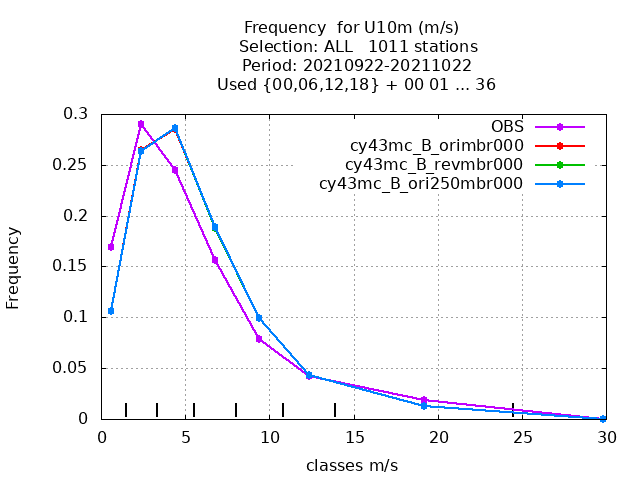 Frequency  for U10m (m/s)
Selection: ALL   1011 stations
Period: 20210922-20211022
Used {00,06,12,18} + 00 01 ... 36
OBS
cy43mc_B_orimbr000
cy43mc_B_revmbr000
cy43mc_B_ori250mbr000
Frequency
0.3
0.25
0.2
0.15
0.1
0.05
0
0 5 10 15 20 25 30
classes m/s